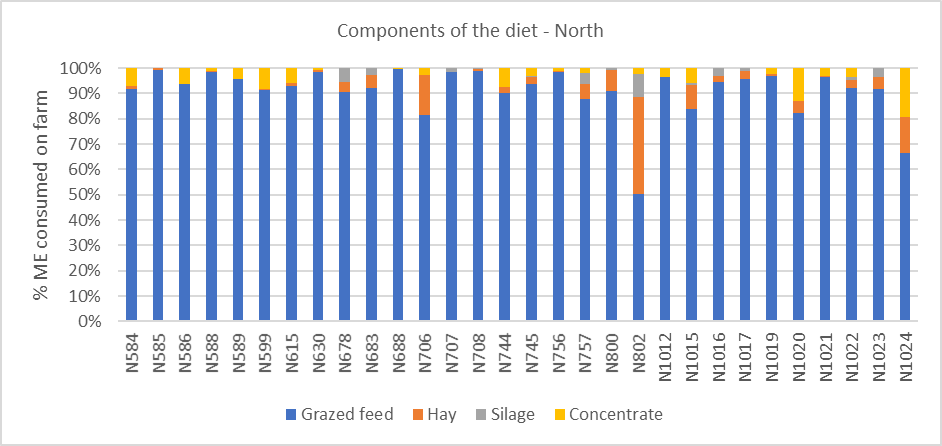 Components of the diet - North
% ME consumed on farm
100%
90%
80%
70%
60%
50%
40%
30%
20%
10%
0%
N584 N585 N586 N588 N589 N599 N615 N630 N678 N683 N688 N706 N707 N708 N744 N745 N756 N757 N800 N802 N1012 N1015 N1016 N1017 N1019 N1020 N1021 N1022 N1023 N1024
Grazed feed Hay Silage Concentrate